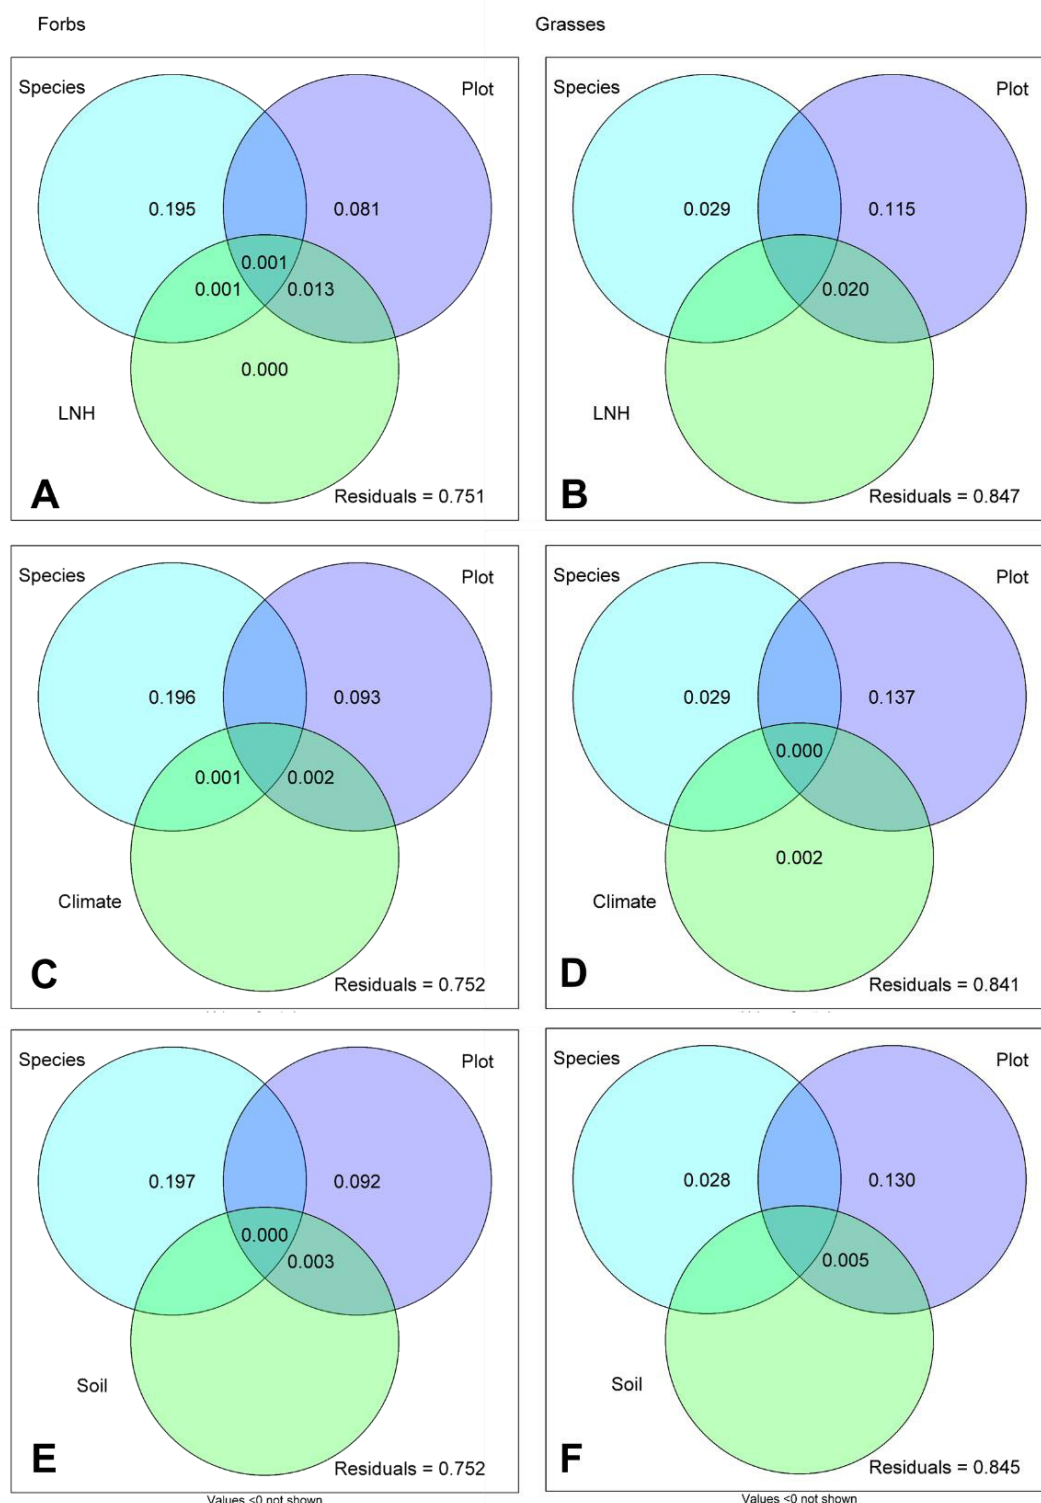 Forbs
Grasses
Species
Plot
0.195
0.081
0.001
0.001
0.013
0.000
LNH
A
Residuals = 0.751
Species
Plot
0.029
0.115
0.020
LNH
B
Residuals = 0.847
Species
Plot
0.196
0.093
0.001
0.002
Climate
C
Residuals = 0.752
Species
Plot
0.029
0.137
0.000
0.002
Climate
D
Residuals = 0.841
Species
Plot
0.197
0.092
0.000
0.003
Soil
E
Residuals = 0.752
Values <0 not shown
Species
Plot
0.028
0.130
0.005
Soil
F
Residuals = 0.845
Values <0 not shown